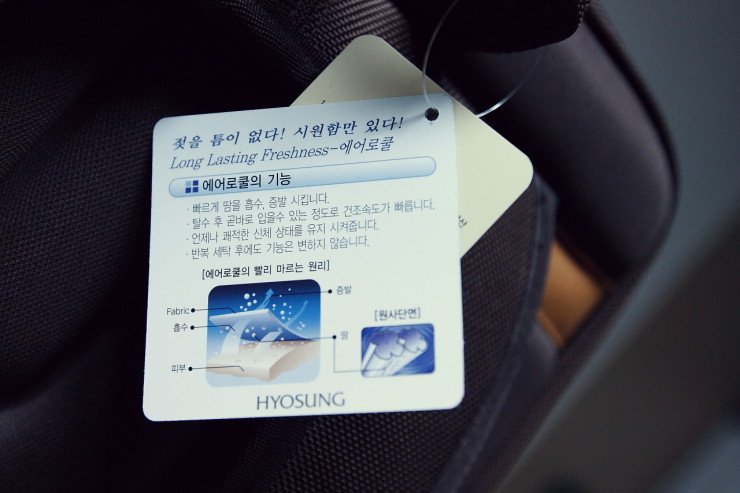 젖을 틈이 없다! 시원함만 있다!
Long Lasting Freshness-에어로쿨
에어로쿨의 기능
· 빠르게 땀을 흡수, 증발 시킵니다.
· 탈수 후 곧바로 입을수 있는 정도로 건조속도가 빠릅니다.
· 언제나 쾌적한 신체 상태를 유지 시켜줍니다.
· 반복 세탁 후에도 기능은 변하지 않습니다.
[에어로쿨의 빨리 마르는 원리]
증발
Fabric
[원사단면]
흡수
땀
피부
HYOSUNG